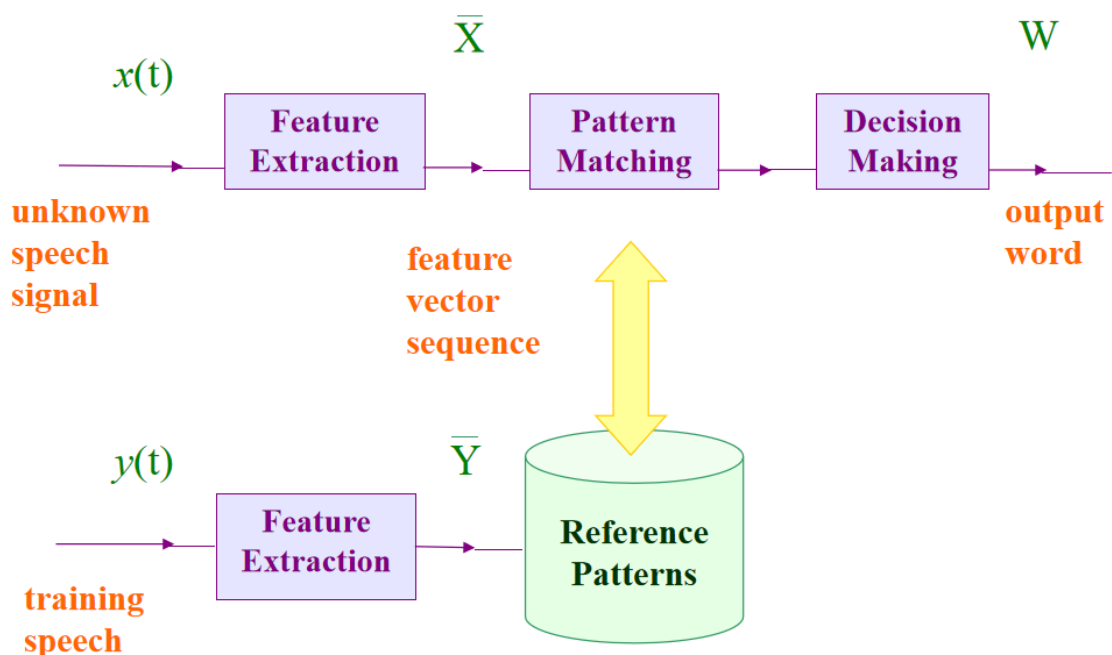 X̅
W
x(t)
Feature
Extraction
Pattern
Matching
Decision
Making
unknown
speech
signal
feature
vector
sequence
output
word
y(t)
Y̅
Feature
Extraction
Reference
Patterns
training
speech